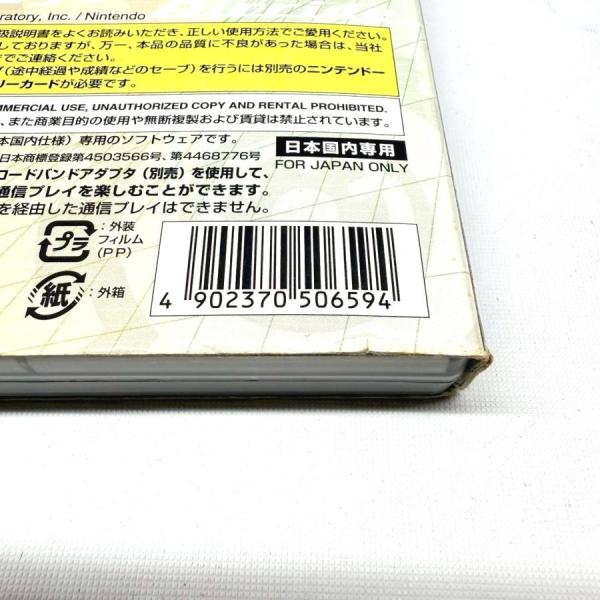 ratory, Inc. / Nintendo
扱説明書をよくお読みいただき、正しい使用方法でご愛用ください。
しておりますが、万一、本品の品質に不良があった場合は、当社
でご連絡ください。
ブ(途中経過や成績などのセーブ)を行うには別売のニンテンドー
リーカードが必要です。
MMERCIAL USE, UNAUTHORIZED COPY AND RENTAL PROHIBITED.
、また商業目的の使用や無断複製および賃貸は禁止されています。
本国内仕様)専用のソフトウェアです。
日本商標登録第4503566号、第4468776号
ロードバンドアダプタ(別売)を使用して、
通信プレイを楽しむことができます。
を経由した通信プレイはできません。
日本国内専用
FOR JAPAN ONLY
プラ
:外装
フィルム
(PP)
紙
:外箱
4 902370 506594